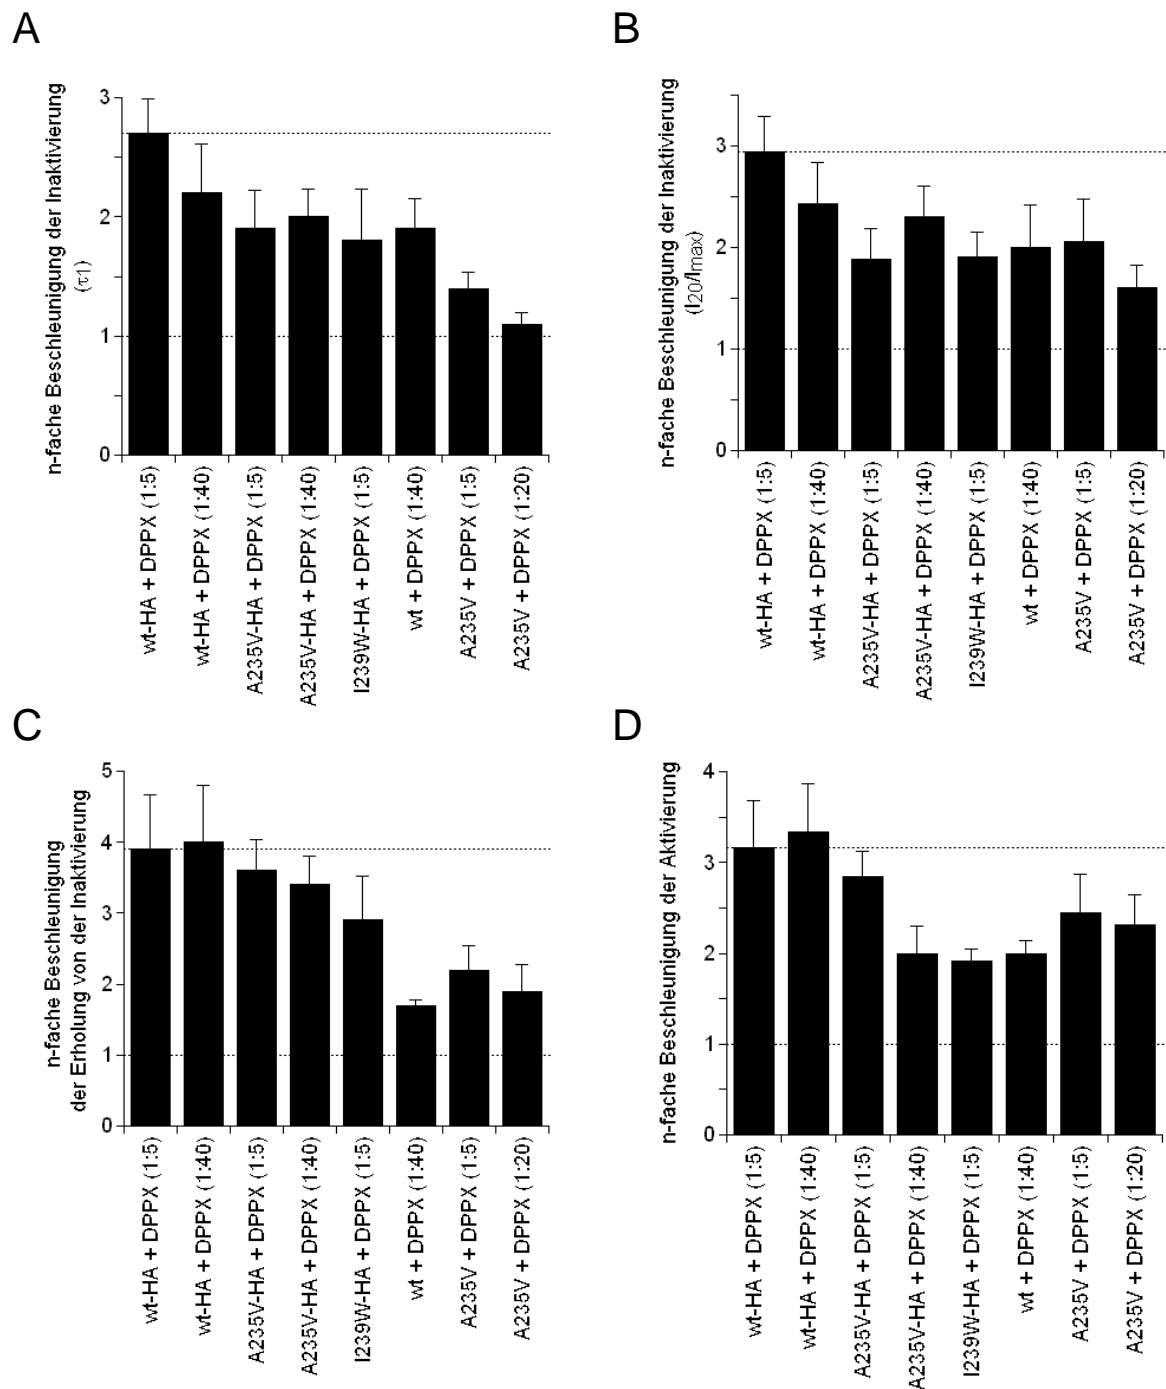 A
n-fache Beschleunigung der Inaktivierung
(τ1)
3
2
1
0
wt-HA + DPPX (1:5)
wt-HA + DPPX (1:40)
A235V-HA + DPPX (1:5)
A235V-HA + DPPX (1:40)
I239W-HA + DPPX (1:5)
wt + DPPX (1:40)
A235V + DPPX (1:5)
A235V + DPPX (1:20)
B
n-fache Beschleunigung der Inaktivierung
(I20/Imax)
3
2
1
0
wt-HA + DPPX (1:5)
wt-HA + DPPX (1:40)
A235V-HA + DPPX (1:5)
A235V-HA + DPPX (1:40)
I239W-HA + DPPX (1:5)
wt + DPPX (1:40)
A235V + DPPX (1:5)
A235V + DPPX (1:20)
C
n-fache Beschleunigung
der Erholung von der Inaktivierung
5
4
3
2
1
0
wt-HA + DPPX (1:5)
wt-HA + DPPX (1:40)
A235V-HA + DPPX (1:5)
A235V-HA + DPPX (1:40)
I239W-HA + DPPX (1:5)
wt + DPPX (1:40)
A235V + DPPX (1:5)
A235V + DPPX (1:20)
D
n-fache Beschleunigung der Aktivierung
4
3
2
1
0
wt-HA + DPPX (1:5)
wt-HA + DPPX (1:40)
A235V-HA + DPPX (1:5)
A235V-HA + DPPX (1:40)
I239W-HA + DPPX (1:5)
wt + DPPX (1:40)
A235V + DPPX (1:5)
A235V + DPPX (1:20)